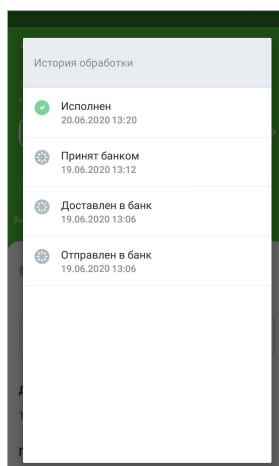 История обработки
Исполнен
20.06.2020 13:20
Принят банком
19.06.2020 13:12
Доставлен в банк
19.06.2020 13:06
Отправлен в банк
19.06.2020 13:06